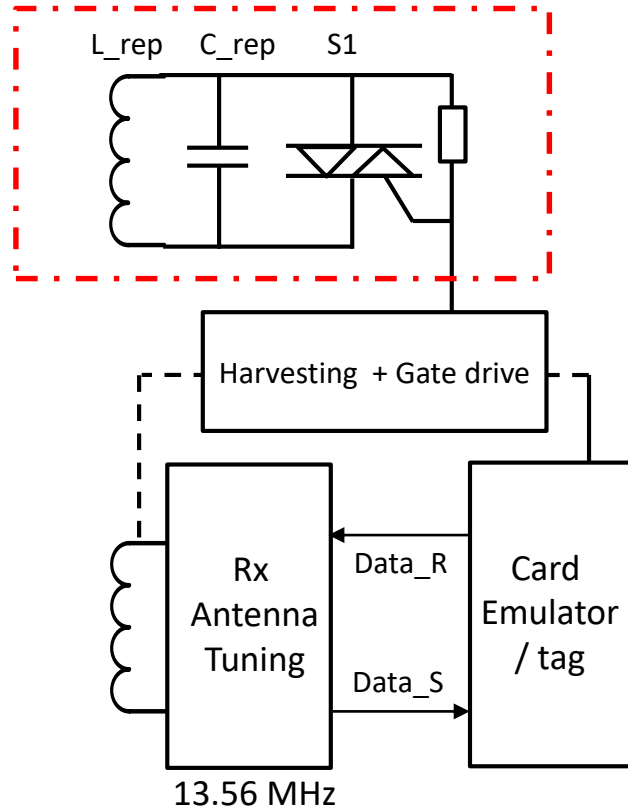 L_rep C_rep S1
Harvesting + Gate drive
Rx
Antenna
Tuning
Data_R
Data_S
Card
Emulator
/ tag
13.56 MHz